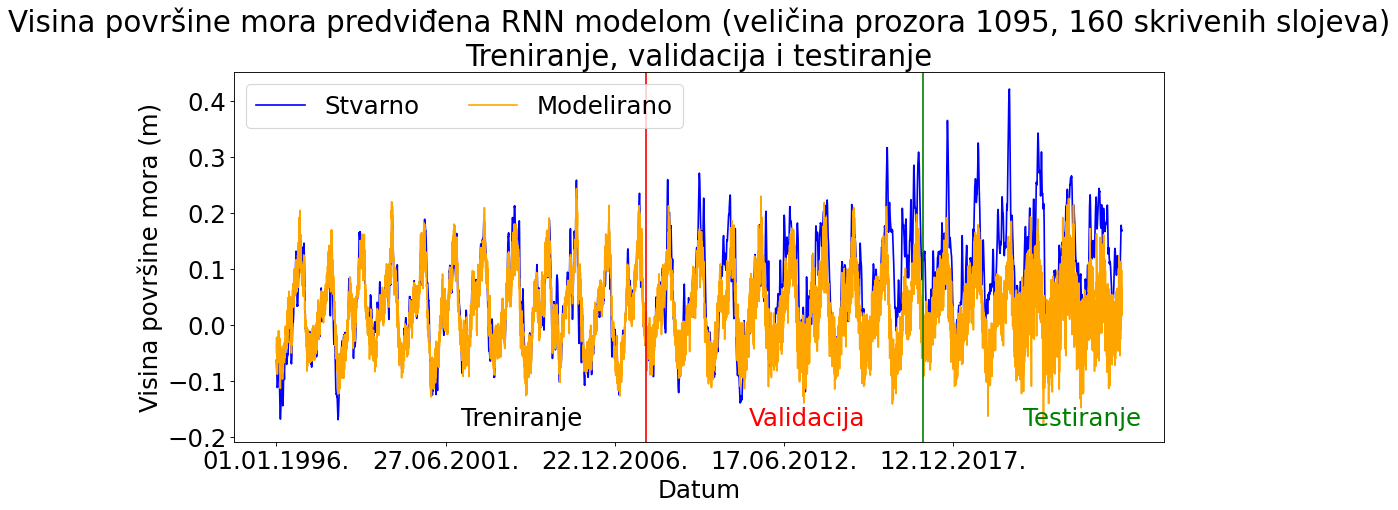 Visina površine mora predviđena RNN modelom (veličina prozora 1095, 160 skrivenih slojeva)
Treniranje, validacija i testiranje
Stvarno Modelirano
Visina površine mora (m)
0.4
0.3
0.2
0.1
0.0
−0.1
−0.2
Treniranje Validacija Testiranje
01.01.1996. 27.06.2001. 22.12.2006. 17.06.2012. 12.12.2017.
Datum